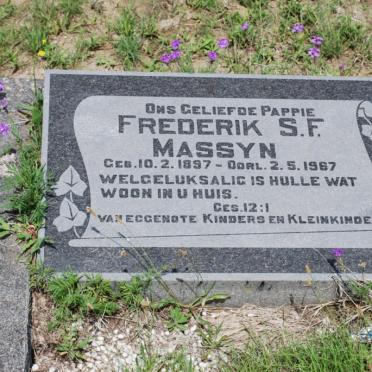 Ons Geliefde Pappie
FREDERIK S.F.
MASSYN
Geb. 10.2.1897 - Oorl. 2.5.1967
WELGELUKSALIG IS HULLE WAT
WOON IN U HUIS.
Ges. 12:1
Van Eggenote Kinders en Kleinkinde